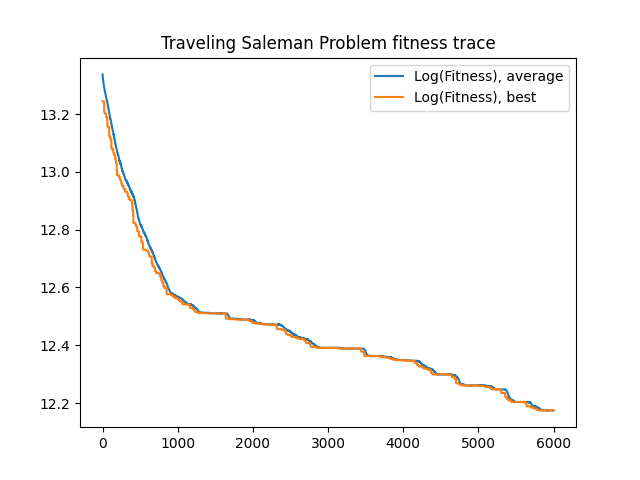 Traveling Saleman Problem fitness trace
Log(Fitness), average
Log(Fitness), best
13.2
13.0
12.8
12.6
12.4
12.2
0 1000 2000 3000 4000 5000 6000